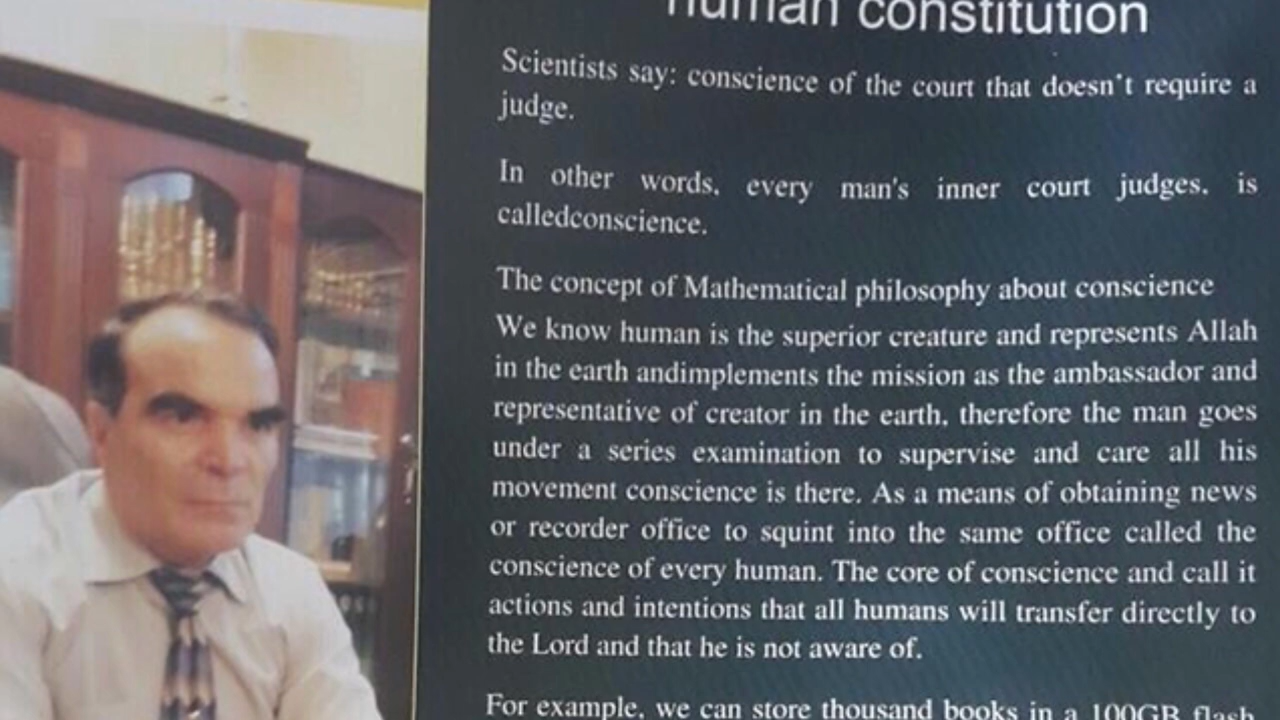 human constitution
Scientists say: conscience of the court that doesn't require a
judge.
In other words, every man's inner court judges, is
calledconscience.
The concept of Mathematical philosophy about conscience
We know human is the superior creature and represents Allah
in the earth andimplements the mission as the ambassador and
representative of creator in the earth, therefore the man goes
under a series examination to supervise and care all his
movement conscience is there. As a means of obtaining news
or recorder office to squint into the same office called the
conscience of every human. The core of conscience and call it
actions and intentions that all humans will transfer directly to
the Lord and that he is not aware of.
For example, we can store thousand books in a 100GB flash